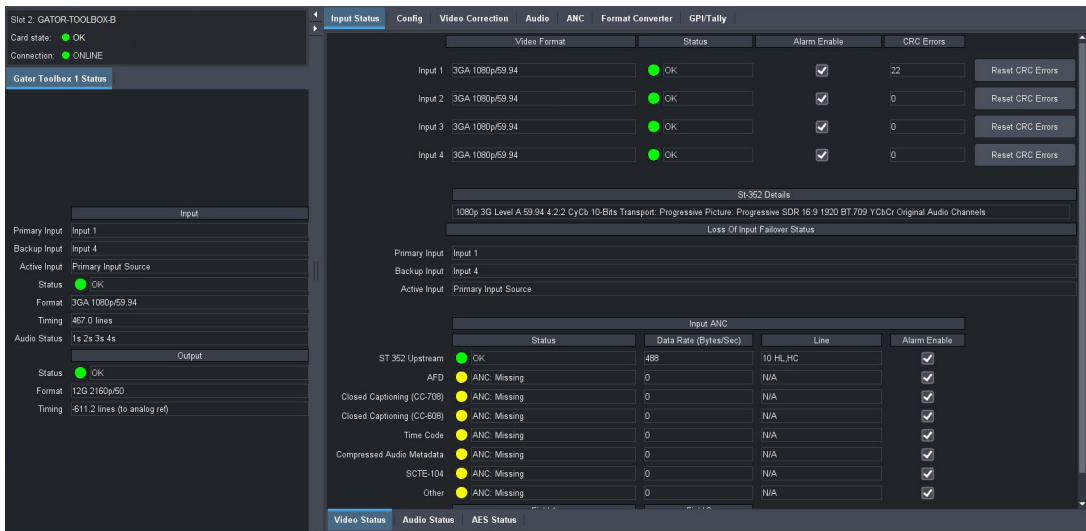 Slot 2: GATOR-TOOLBOX-B
Card state: OK
Connection: ONLINE
Gator Toolbox 1 Status
Input
Primary Input Input 1
Backup Input Input 4
Active Input Primary Input Source
Status OK
Format 3GA 1080p/59.94
Timing 467.0 lines
Audio Status 1s 2s 3s 4s
Output
Status OK
Format 12G 2160p/50
Timing -611.2 lines (to analog ref)
Input Status Config Video Correction Audio ANC Format Converter GPI/Tally
Video Format Status Alarm Enable CRC Errors
Input 1 3GA 1080p/59.94 OK 22 Reset CRC Errors
Input 2 3GA 1080p/59.94 OK 0 Reset CRC Errors
Input 3 3GA 1080p/59.94 OK 0 Reset CRC Errors
Input 4 3GA 1080p/59.94 OK 0 Reset CRC Errors
St-352 Details
1080p 3G Level A 59.94 4:2:2 CyCb 10-Bits Transport: Progressive Picture: Progressive SDR 16:9 1920 BT.709 YCbCr Original Audio Channels
Loss Of Input Failover Status
Primary Input Input 1
Backup Input Input 4
Active Input Primary Input Source
Input ANC
Status Data Rate (Bytes/Sec) Line Alarm Enable
ST 352 Upstream OK 488 10 HL,HC
AFD ANC: Missing 0 N/A
Closed Captioning (CC-708) ANC: Missing 0 N/A
Closed Captioning (CC-608) ANC: Missing 0 N/A
Time Code ANC: Missing 0 N/A
Compressed Audio Metadata ANC: Missing 0 N/A
SCTE-104 ANC: Missing 0 N/A
Other ANC: Missing 0 N/A
Video Status Audio Status AES Status